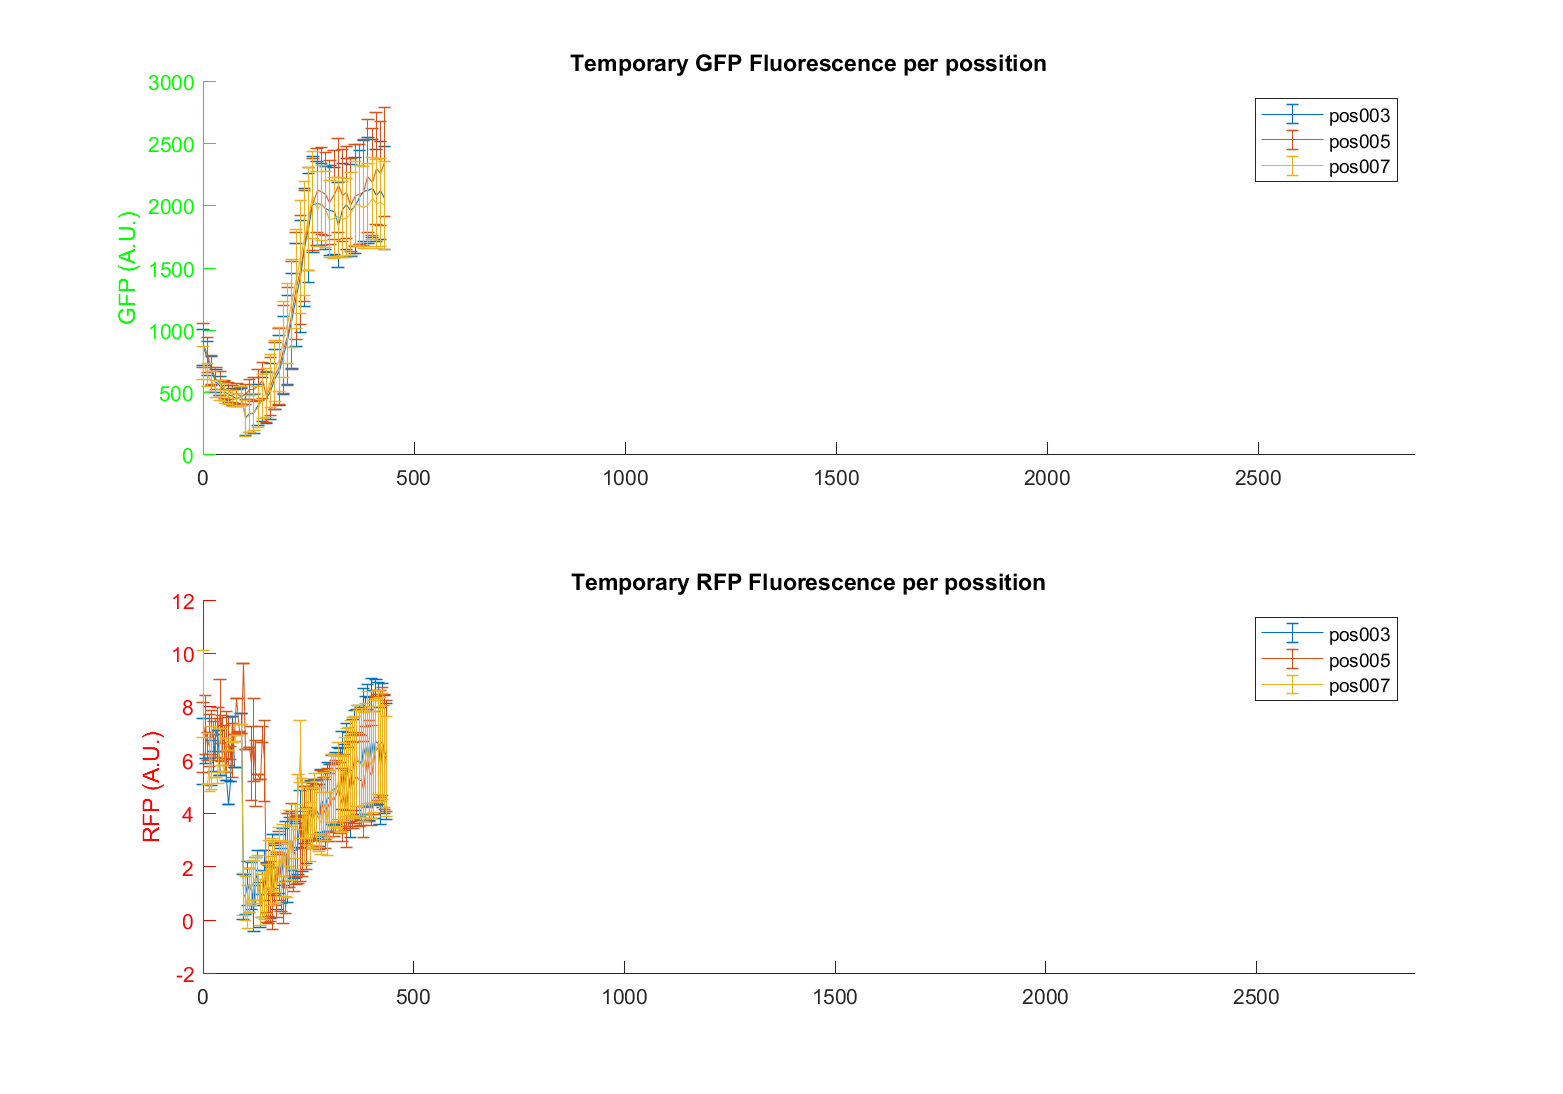 Temporary GFP Fluorescence per possition
3000
2500
2000
1500
1000
500
0
GFP (A.U.)
pos003
pos005
pos007
0 500 1000 1500 2000 2500
Temporary RFP Fluorescence per possition
12
10
8
6
4
2
0
-2
RFP (A.U.)
pos003
pos005
pos007
0 500 1000 1500 2000 2500